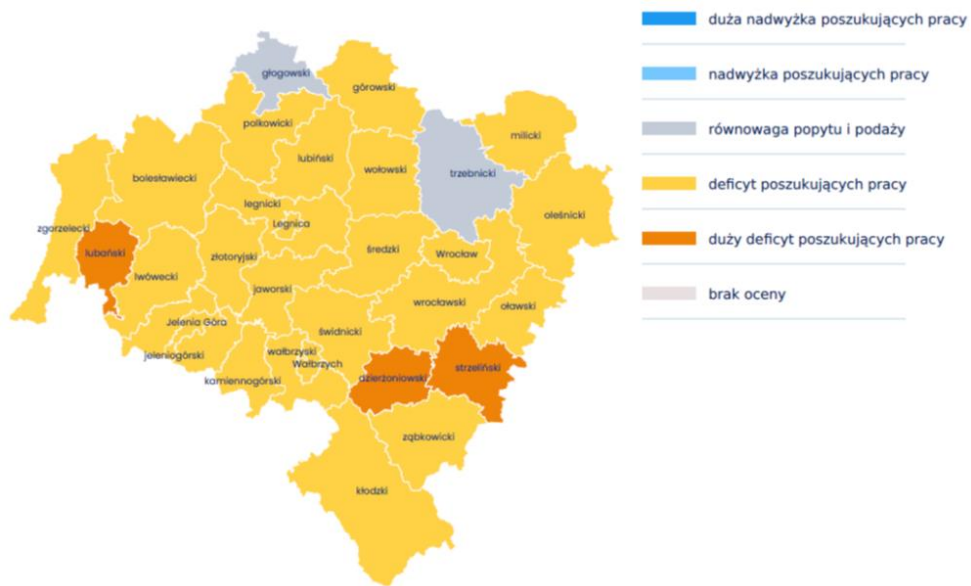 duża nadwyżka poszukujących pracy
nadwyżka poszukujących pracy
równowaga popytu i podaży
deficyt poszukujących pracy
duży deficyt poszukujących pracy
brak oceny
głogowski
górowski
polkowicki
milicki
lubiński
wołowski
trzebnicki
bolesławiecki
legnicki
oleśnicki
Legnica
zgorzelecki
lubański
złotoryjski
średzki
Wrocław
lwówecki
jaworski
wrocławski
oławski
Jelenia Góra
świdnicki
jeleniogórski
wałbrzyski
Wałbrzych
strzeliński
kamiennogórski
dzierżoniowski
ząbkowicki
kłodzki